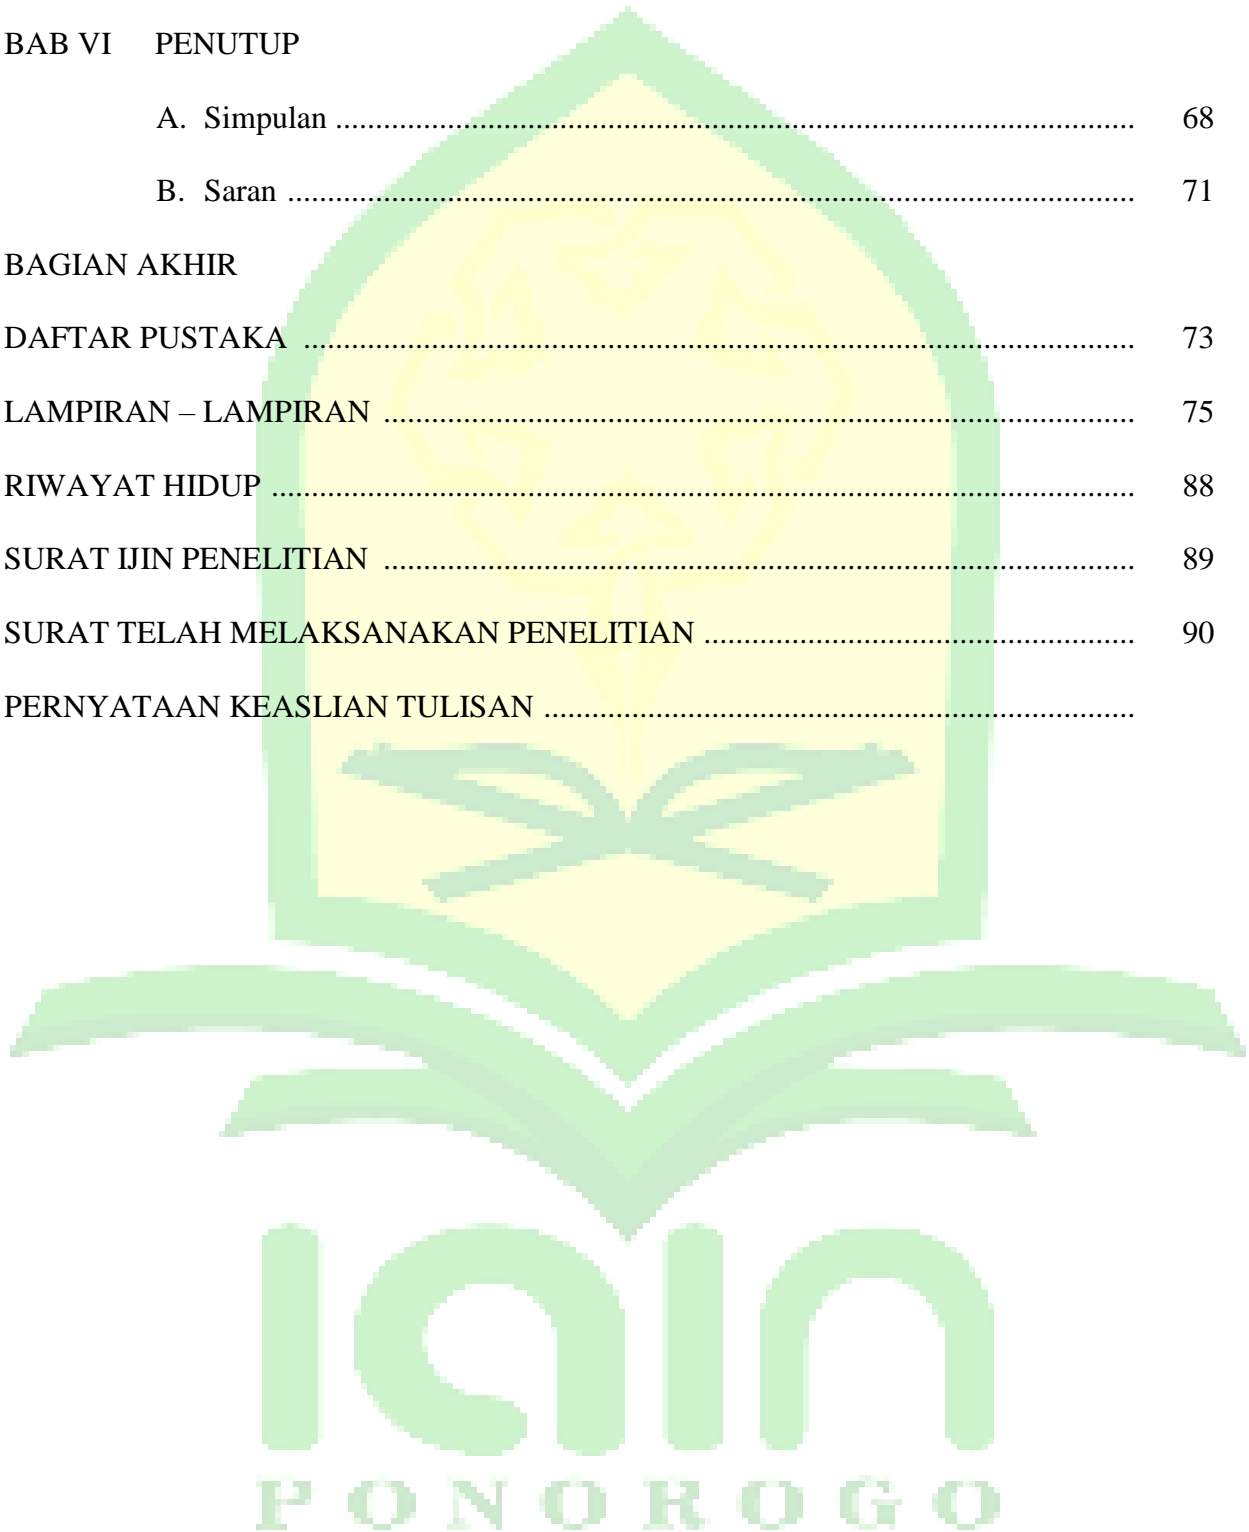 BAB VI PENUTUP
A. Simpulan ................................................................................................... 68
B. Saran ......................................................................................................... 71
BAGIAN AKHIR
DAFTAR PUSTAKA ....................................................................................................... 73
LAMPIRAN – LAMPIRAN ............................................................................................. 75
RIWAYAT HIDUP ........................................................................................................... 88
SURAT IJIN PENELITIAN ............................................................................................. 89
SURAT TELAH MELAKSANAKAN PENELITIAN ...................................................... 90
PERNYATAAN KEASLIAN TULISAN ..........................................................................
iain
PONOROGO